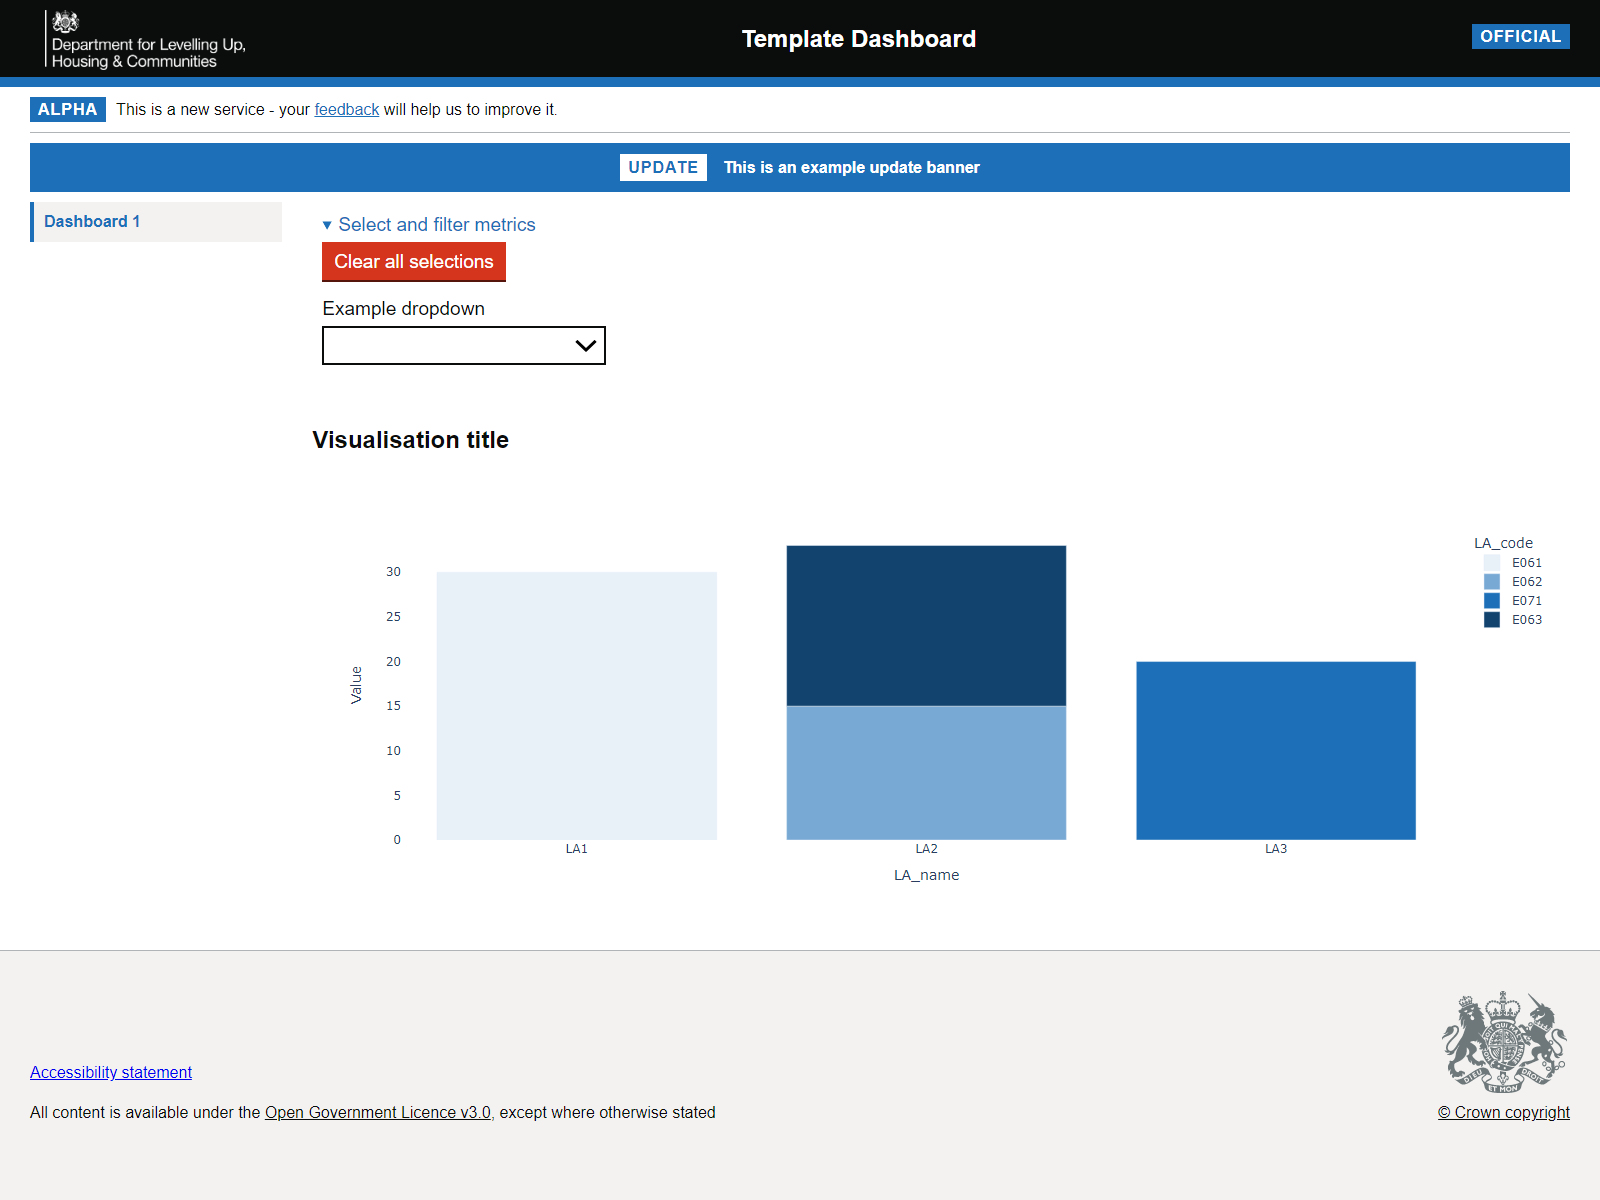 Department for Levelling Up,
Housing & Communities
Template Dashboard
OFFICIAL
ALPHA This is a new service - your feedback will help us to improve it.
UPDATE This is an example update banner
Dashboard 1
▾ Select and filter metrics
Clear all selections
Example dropdown
Visualisation title
LA_code
E061
E062
E071
E063
30
25
20
15
10
5
0
Value
LA1 LA2 LA3
LA_name
Accessibility statement
All content is available under the Open Government Licence v3.0, except where otherwise stated
DIEU ET MON DROIT
© Crown copyright